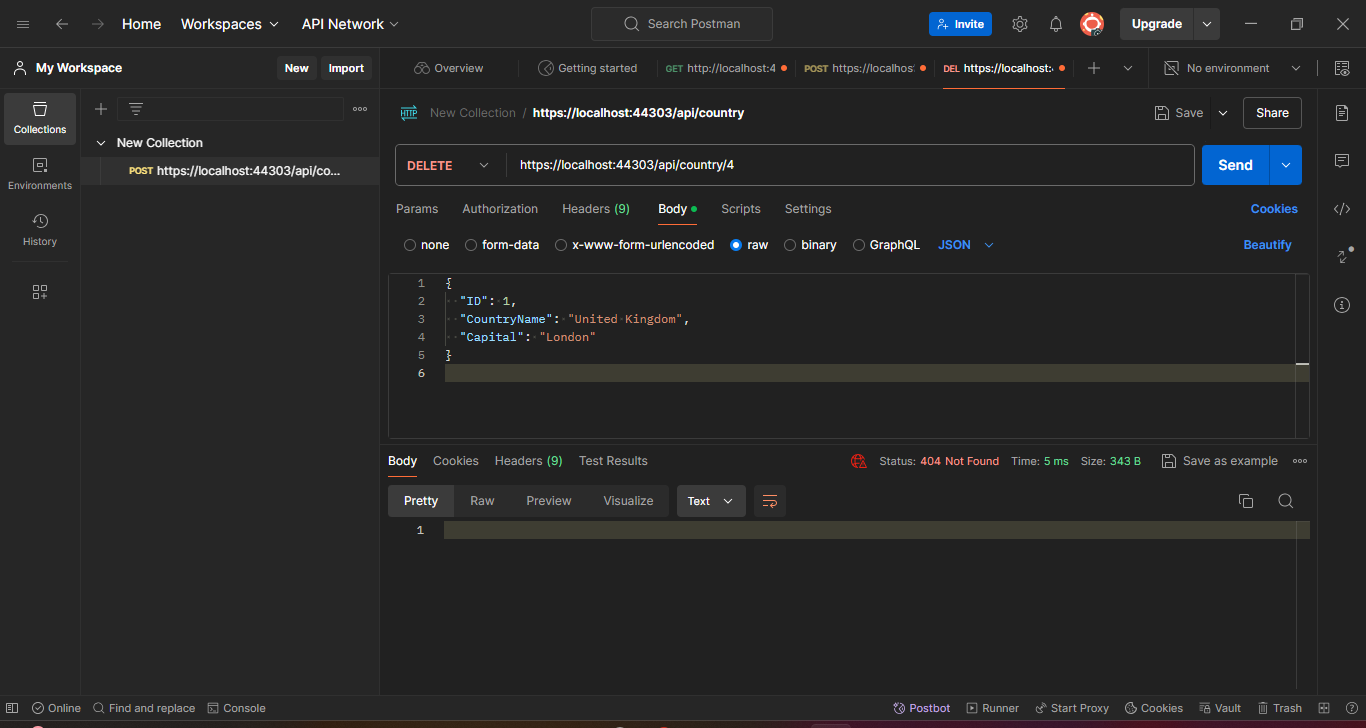 Home Workspaces API Network Search Postman Invite Upgrade
My Workspace New Import Overview Getting started GET http://localhost:4 POST https://localhos DEL https://localhost: No environment
Collections
Environments
History
New Collection
POST https://localhost:44303/api/co...
HTTP New Collection / https://localhost:44303/api/country Save Share
DELETE https://localhost:44303/api/country/4 Send
Params Authorization Headers (9) Body Scripts Settings Cookies
none form-data x-www-form-urlencoded raw binary GraphQL JSON Beautify
1 {
2 "ID": 1,
3 "CountryName": "United Kingdom",
4 "Capital": "London"
5 }
6
Body Cookies Headers (9) Test Results Status: 404 Not Found Time: 5 ms Size: 343 B Save as example
Pretty Raw Preview Visualize Text
1
Online Find and replace Console Postbot Runner Start Proxy Cookies Vault Trash